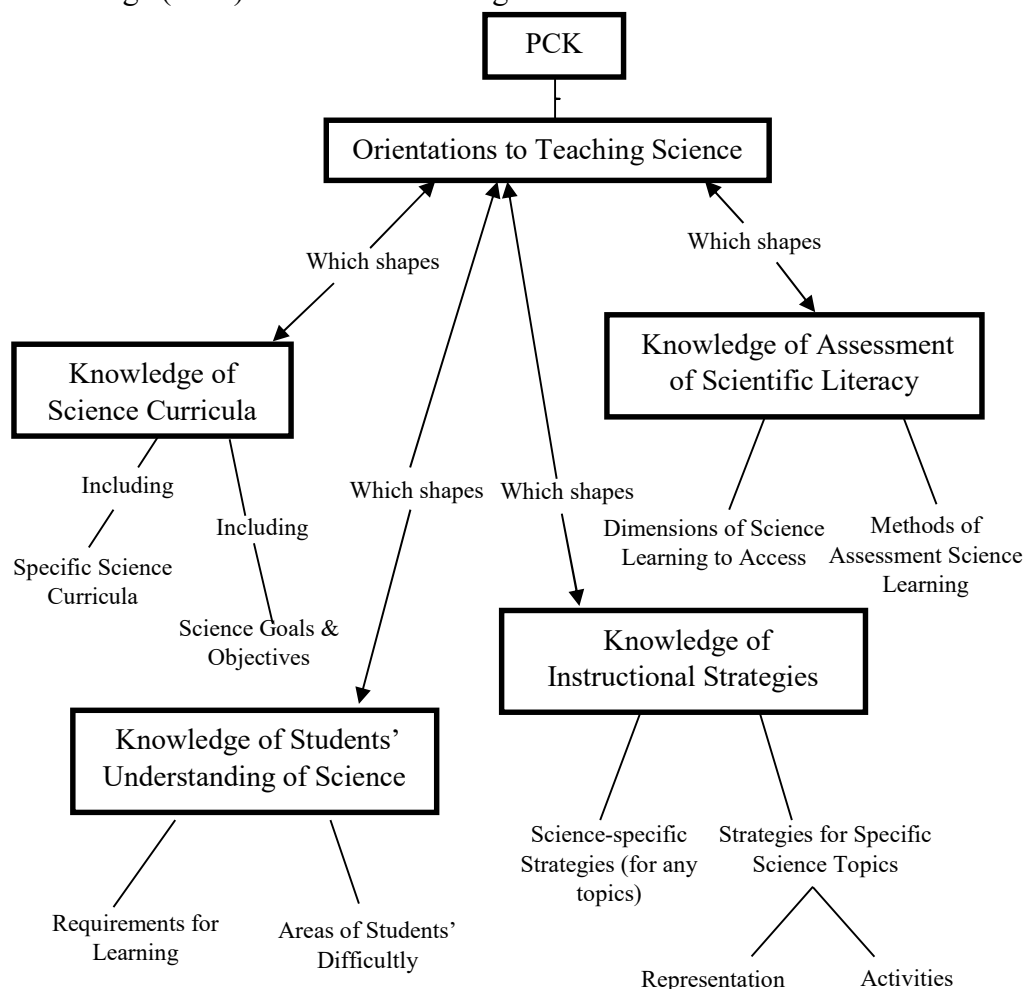 PCK
Orientations to Teaching Science
Which shapes
Which shapes
Knowledge of
Science Curricula
Knowledge of Assessment
of Scientific Literacy
Including
Including
Which shapes
Which shapes
Specific Science
Curricula
Science Goals &
Objectives
Dimensions of Science
Learning to Access
Methods of
Assessment Science
Learning
Knowledge of
Instructional Strategies
Knowledge of Students’
Understanding of Science
Science-specific
Strategies (for any
topics)
Strategies for Specific
Science Topics
Requirements for
Learning
Areas of Students’
Difficultly
Representation
Activities